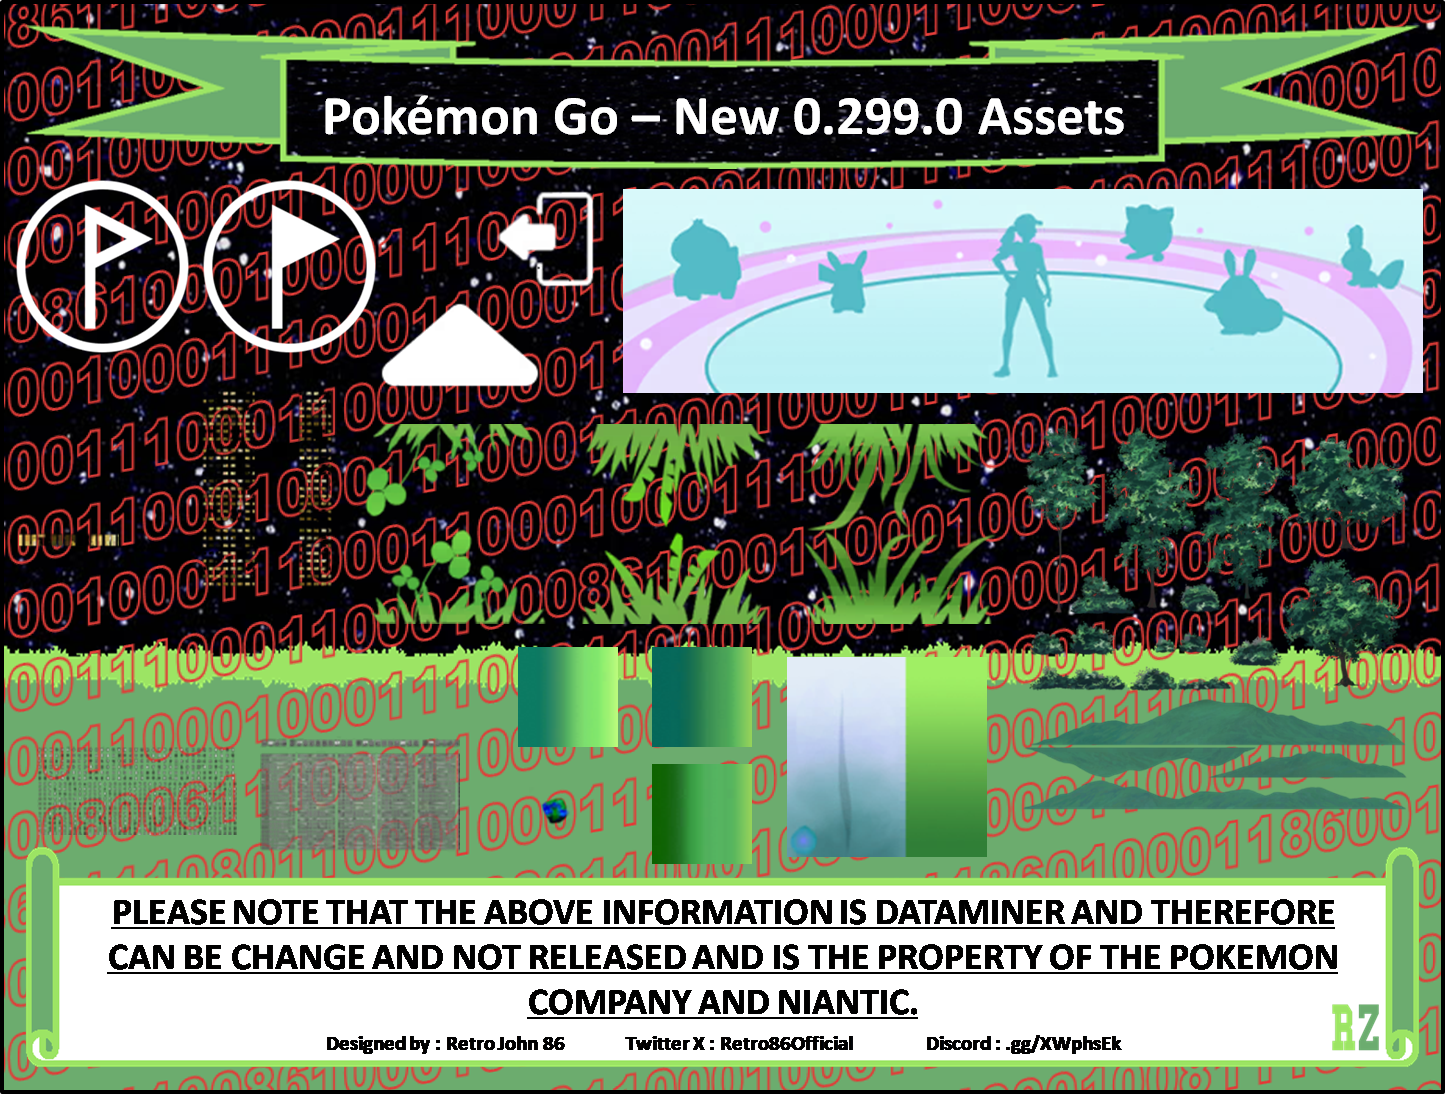 Pokémon Go – New 0.299.0 Assets
PLEASE NOTE THAT THE ABOVE INFORMATION IS DATAMINER AND THEREFORE
CAN BE CHANGE AND NOT RELEASED AND IS THE PROPERTY OF THE POKEMON
COMPANY AND NIANTIC.
RZ
Designed by : Retro John 86 Twitter X : Retro86Official Discord : .gg/XWphsEk